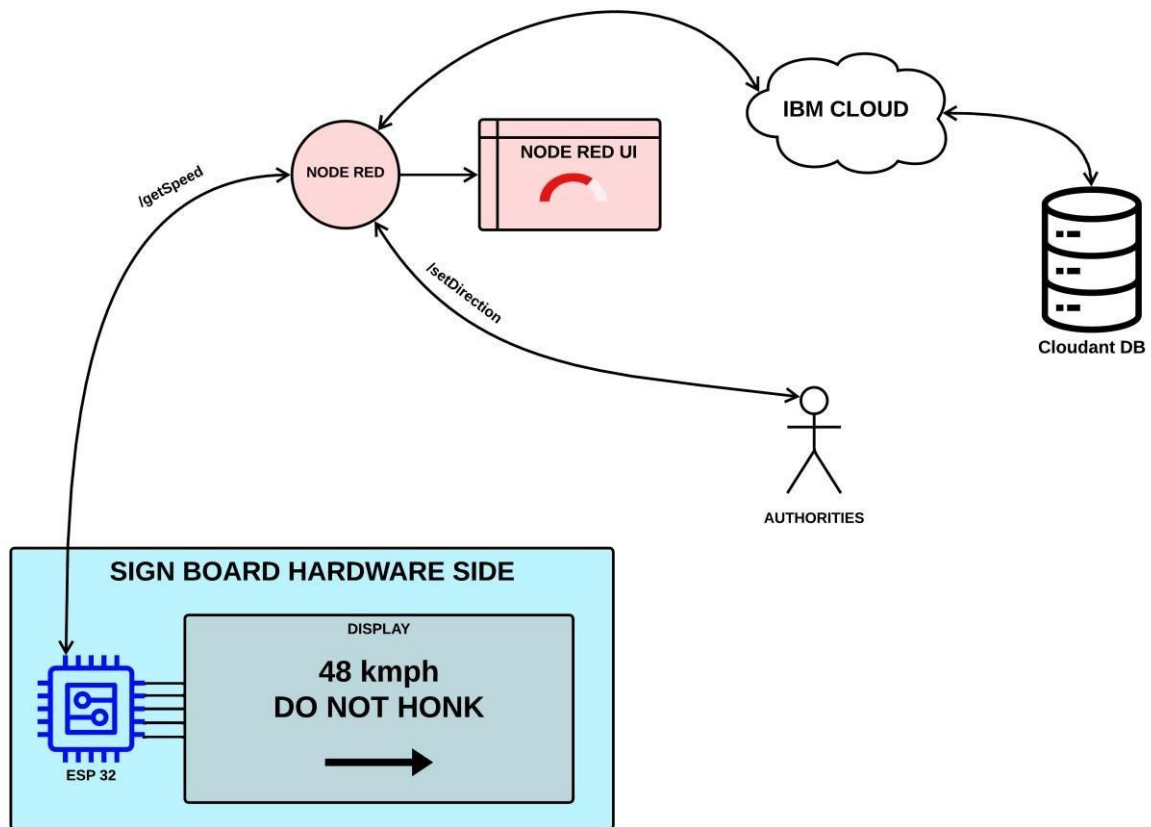 IBM CLOUD
NODE RED UI
NODE RED
/getSpeed
/setDirection
Cloudant DB
AUTHORITIES
SIGN BOARD HARDWARE SIDE
DISPLAY
48 kmph
DO NOT HONK
ESP 32